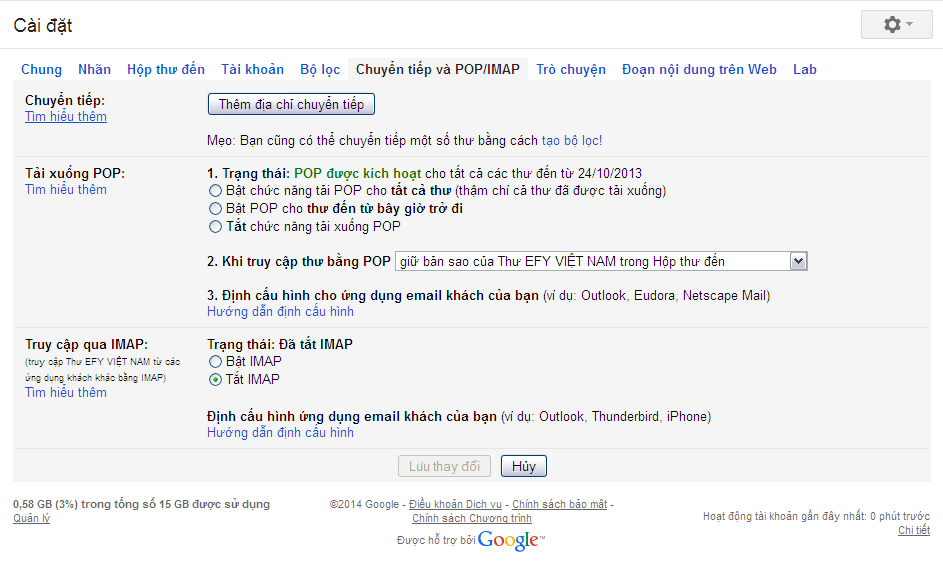 Cài đặt
Chung Nhãn Hộp thư đến Tài khoản Bộ lọc Chuyển tiếp và POP/IMAP Trò chuyện Đoạn nội dung trên Web Lab
Chuyển tiếp:
Tìm hiểu thêm
Thêm địa chỉ chuyển tiếp
Mẹo: Bạn cũng có thể chuyển tiếp một số thư bằng cách tạo bộ lọc!
Tải xuống POP:
Tìm hiểu thêm
1. Trạng thái: POP được kích hoạt cho tất cả các thư đến từ 24/10/2013
Bật chức năng tải POP cho tất cả thư (thậm chí cả thư đã được tải xuống)
Bật POP cho thư đến từ bây giờ trở đi
Tắt chức năng tải xuống POP
2. Khi truy cập thư bằng POP giữ bản sao của Thư EFY VIỆT NAM trong Hộp thư đến
3. Định cấu hình cho ứng dụng email khách của bạn (ví dụ: Outlook, Eudora, Netscape Mail)
Hướng dẫn định cấu hình
Truy cập qua IMAP:
(truy cập Thư EFY VIỆT NAM từ các
ứng dụng khách khác bằng IMAP)
Tìm hiểu thêm
Trạng thái: Đã tắt IMAP
Bật IMAP
Tắt IMAP
Định cấu hình ứng dụng email khách của bạn (ví dụ: Outlook, Thunderbird, iPhone)
Hướng dẫn định cấu hình
Lưu thay đổi Hủy
0,58 GB (3%) trong tổng số 15 GB được sử dụng
Quản lý
©2014 Google - Điều khoản Dịch vụ - Chính sách bảo mật -
Chính sách Chương trình
Được hỗ trợ bởi Google™
Hoạt động tài khoản gần đây nhất: 0 phút trước
Chi tiết